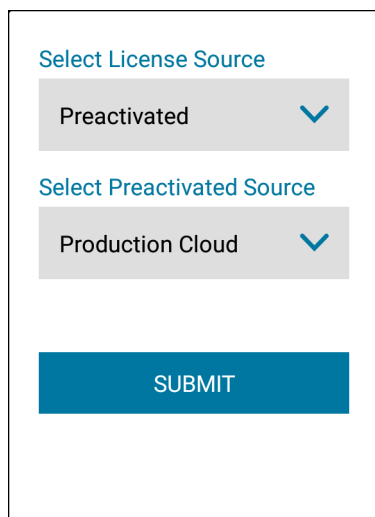 Select License Source
Preactivated
Select Preactivated Source
Production Cloud
SUBMIT